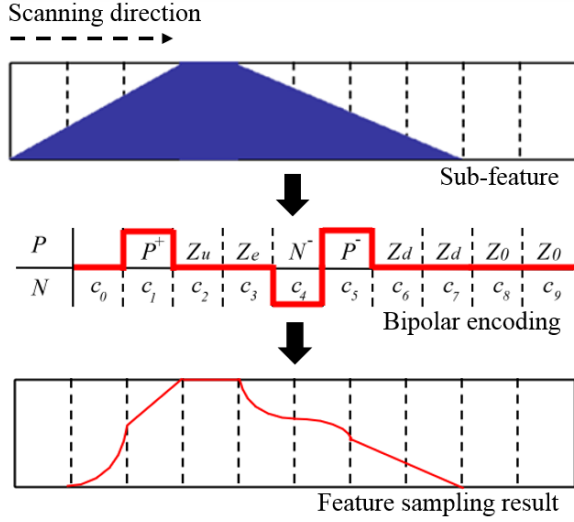 Scanning direction
Sub-feature
P P⁺ Zu Ze N⁻ P⁻ Zd Zd Z0 Z0
N c₀ c₁ c₂ c₃ c₄ c₅ c₆ c₇ c₈ c₉
Bipolar encoding
Feature sampling result